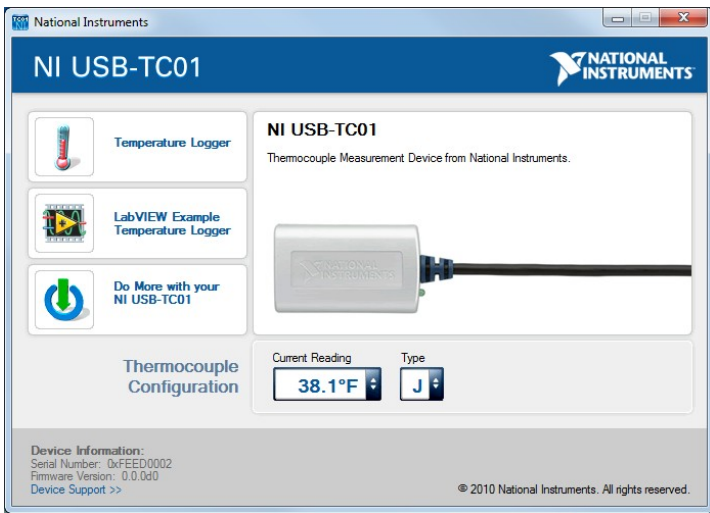 National Instruments
NI USB-TC01
NATIONAL
INSTRUMENTS™
Temperature Logger
LabVIEW Example
Temperature Logger
Do More with your
NI USB-TC01
NI USB-TC01
Thermocouple Measurement Device from National Instruments.
NATIONAL
INSTRUMENTS
Thermocouple
Configuration
Current Reading
Type
38.1°F
J
Device Information:
Serial Number: 0xFEED0002
Firmware Version: 0.0.0d0
Device Support >>
© 2010 National Instruments. All rights reserved.